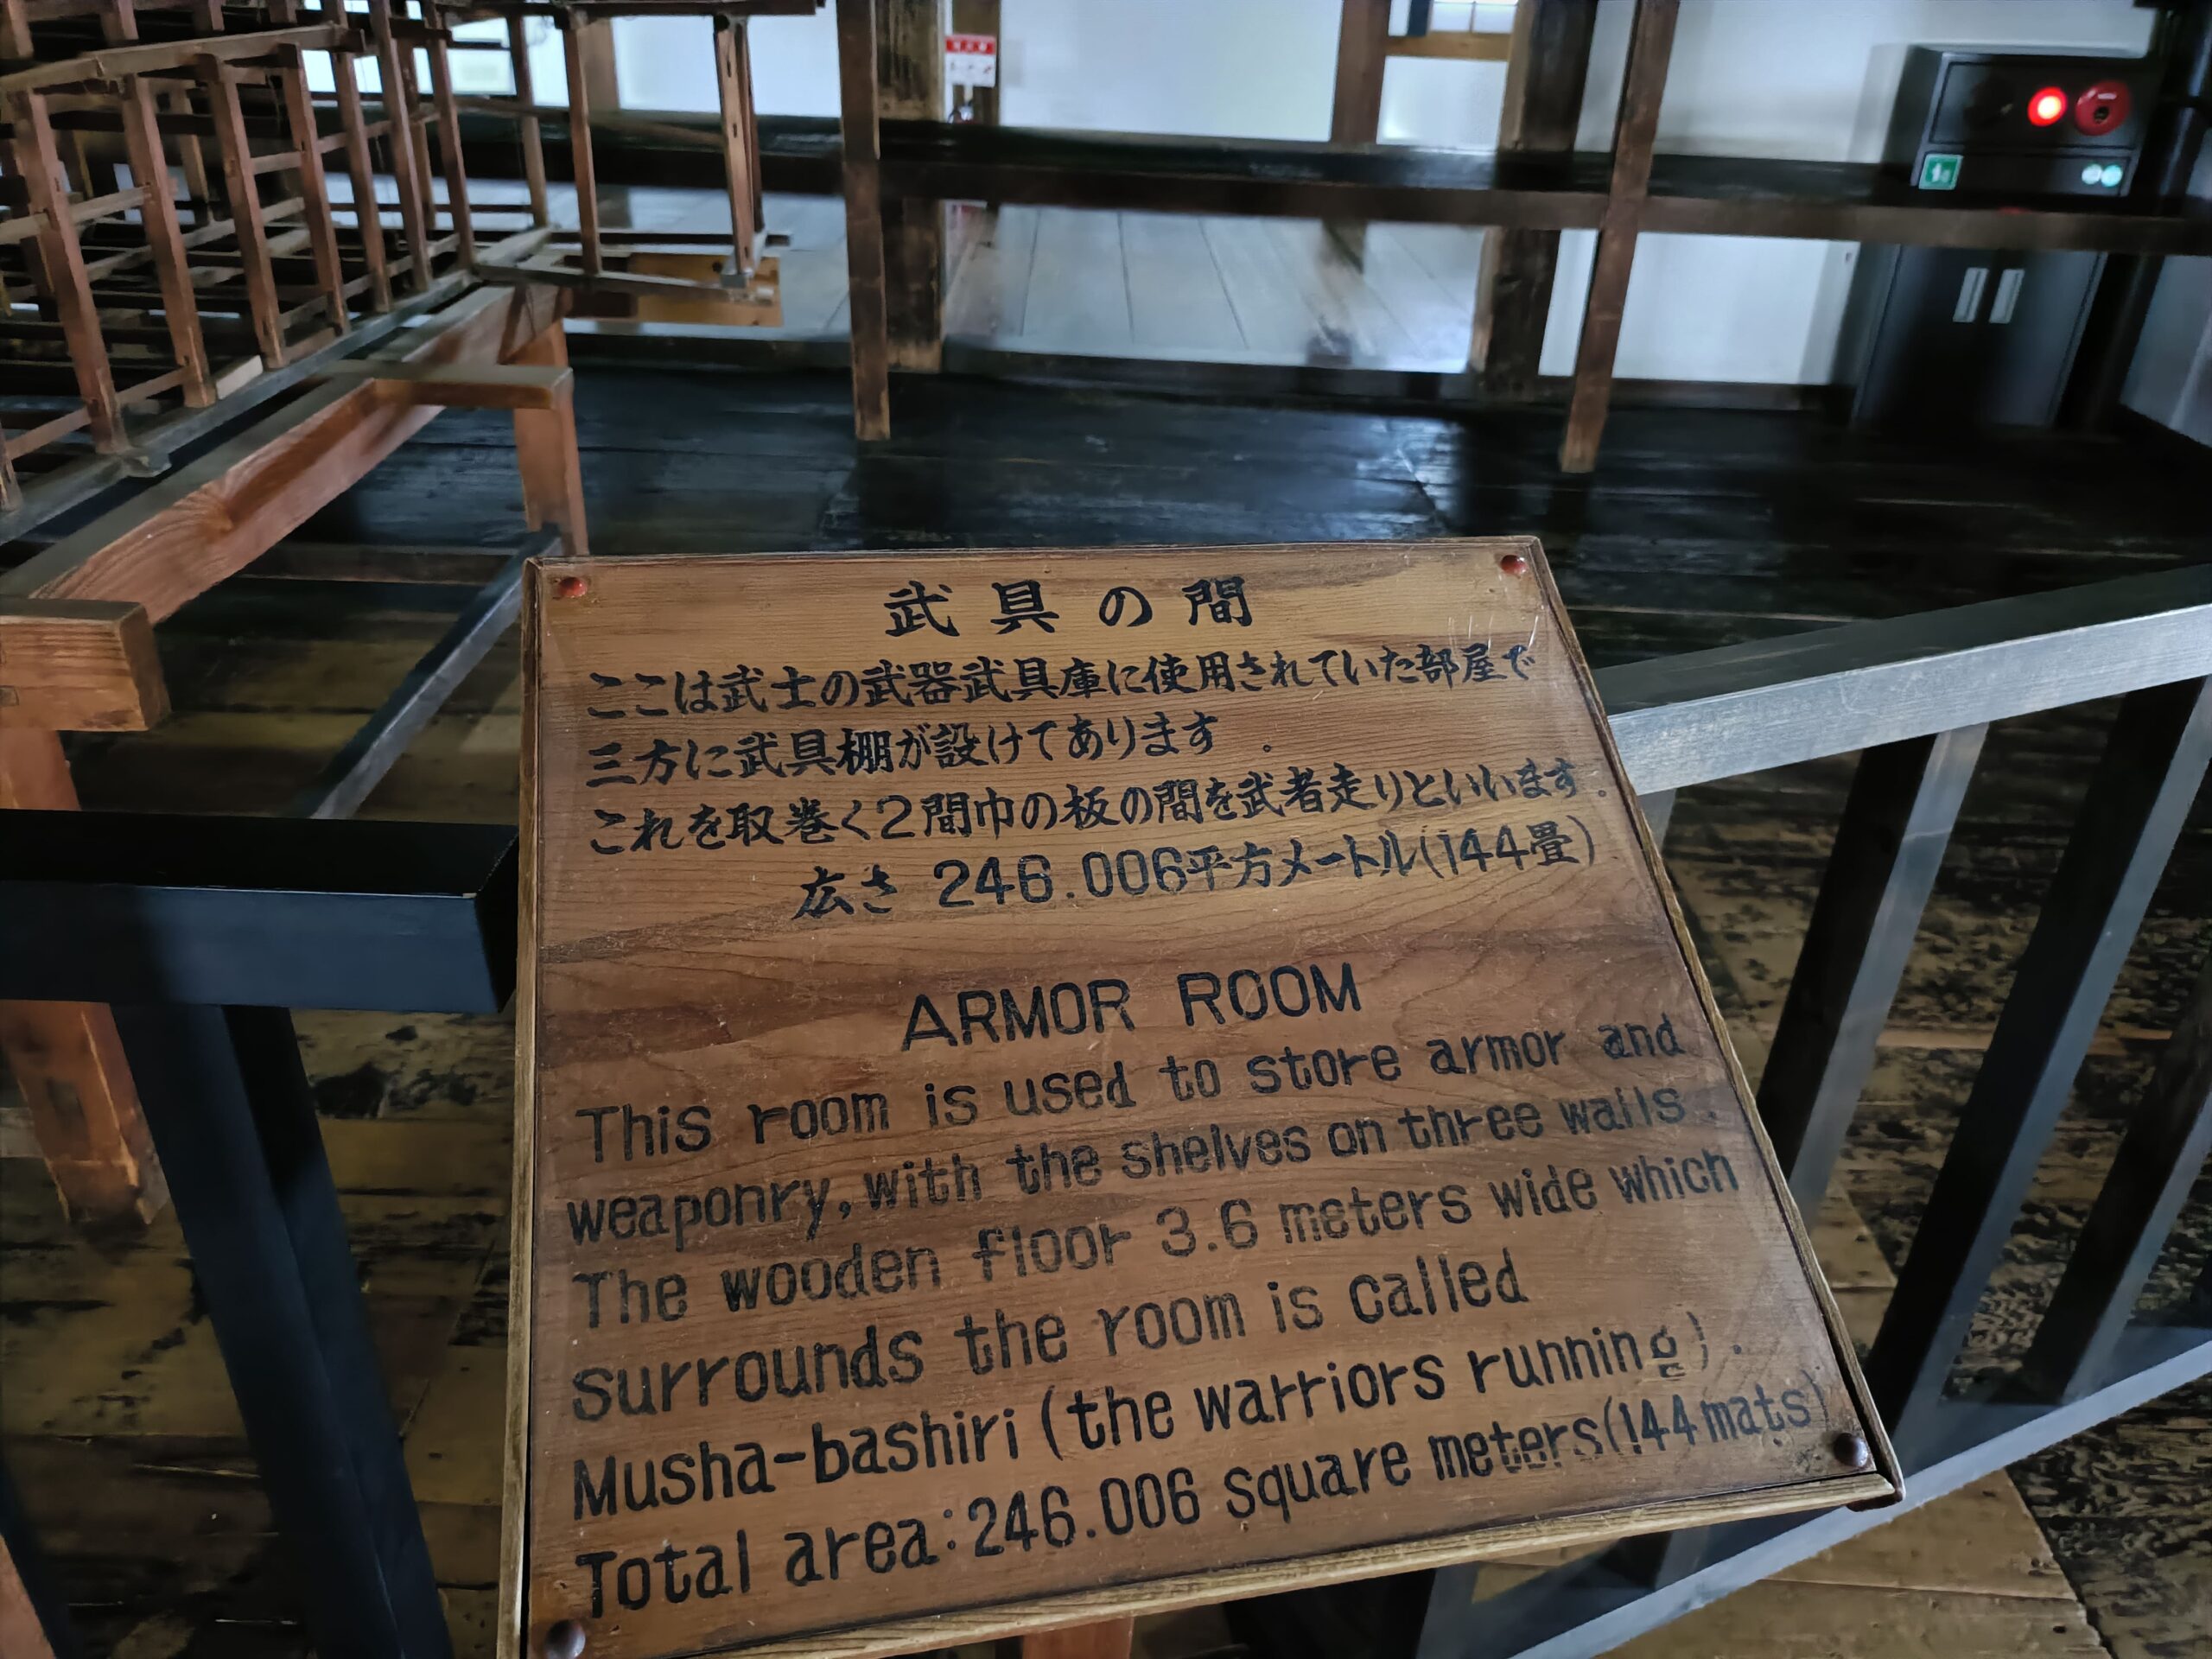 武具の間
ここは武士の武器武具庫に使用されていた部屋で
三方に武具棚が設けてあります.
これを取巻く2間巾の板の間を武者走りといいます.
広さ 246.006平方メートル(144畳)
ARMOR ROOM
This room is used to store armor and
weaponry, with the shelves on three walls.
The wooden floor 3.6 meters wide which
surrounds the room is called
Musha-bashiri (the warriors running).
Total area:246.006 square meters(144mats)